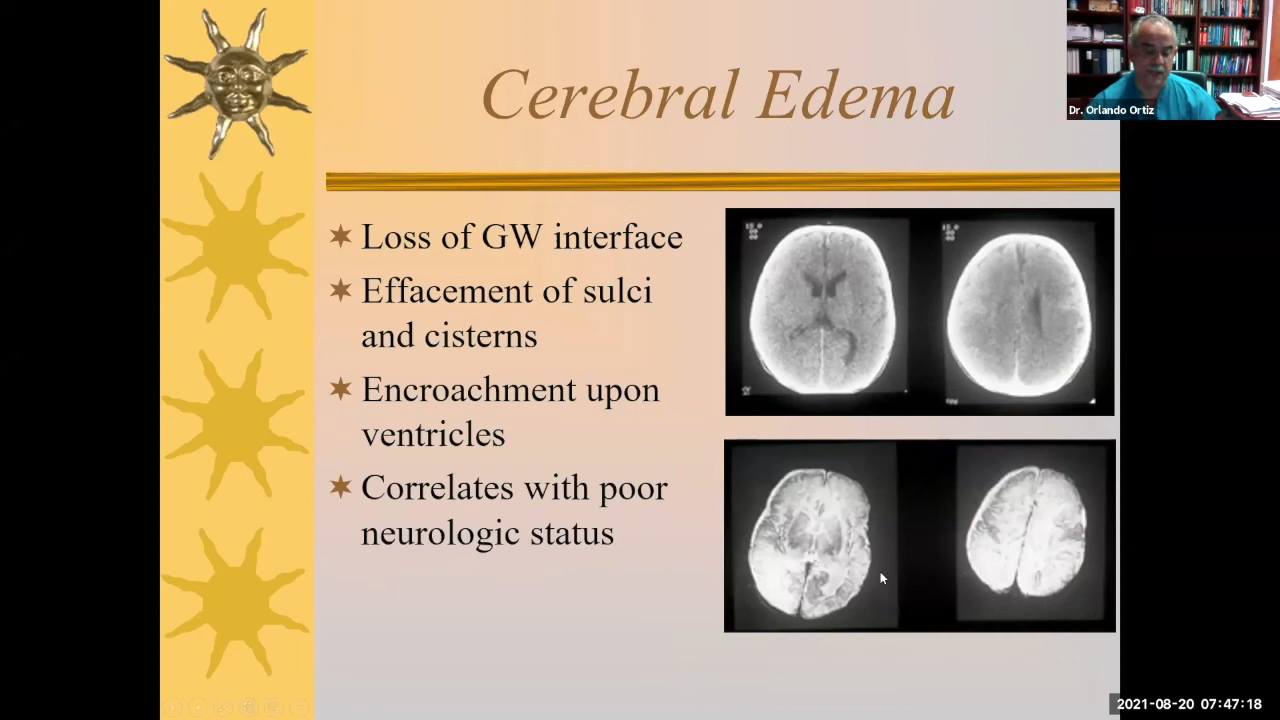 Cerebral Edema
Dr. Orlando Ortiz
Loss of GW interface
Effacement of sulci
and cisterns
Encroachment upon
ventricles
Correlates with poor
neurologic status
2021-08-20 07:47:18